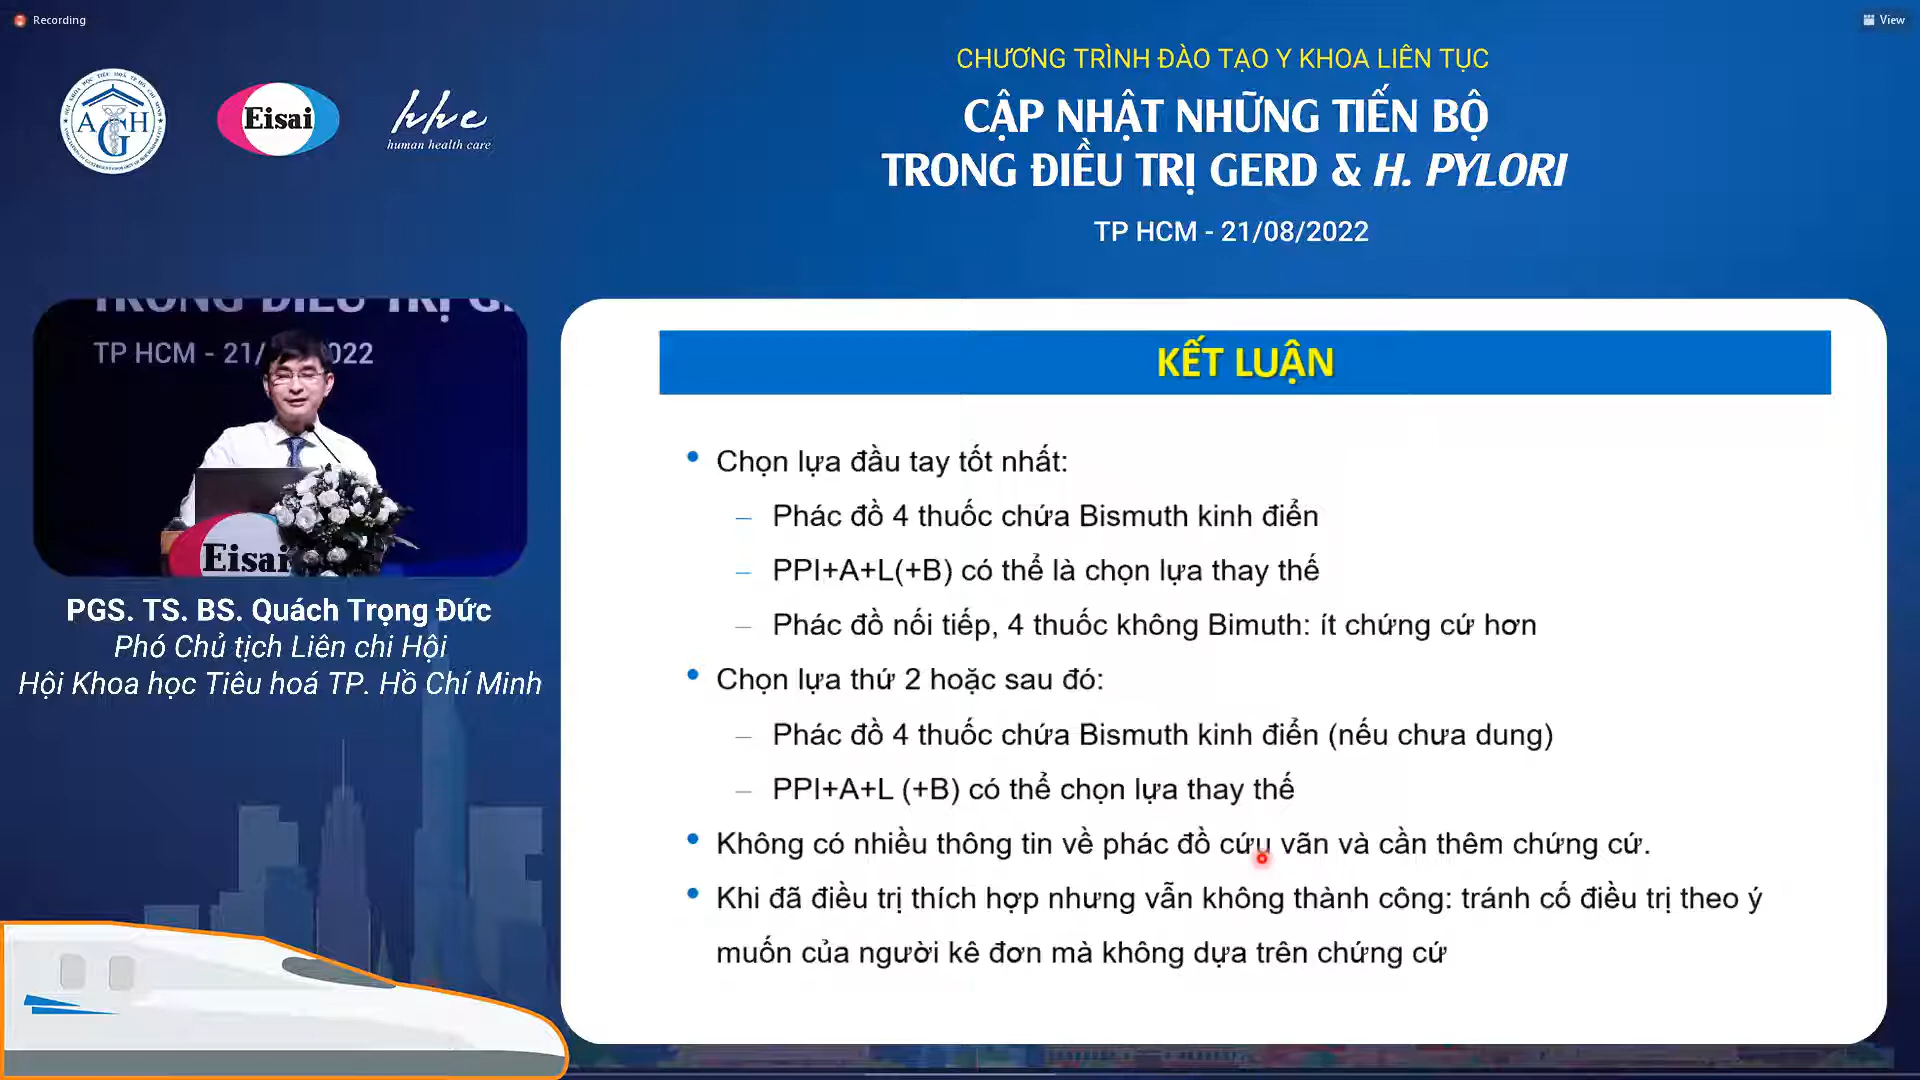 Recording
View
CHƯƠNG TRÌNH ĐÀO TẠO Y KHOA LIÊN TỤC
CẬP NHẬT NHỮNG TIẾN BỘ
TRONG ĐIỀU TRỊ GERD & H. PYLORI
TP HCM - 21/08/2022
A G H
Eisai
hhc
human health care
TRONG ĐIỀU TRỊ G
TP HCM - 21/ 022
Eisai
PGS. TS. BS. Quách Trọng Đức
Phó Chủ tịch Liên chi Hội
Hội Khoa học Tiêu hoá TP. Hồ Chí Minh
KẾT LUẬN
• Chọn lựa đầu tay tốt nhất:
– Phác đồ 4 thuốc chứa Bismuth kinh điển
– PPI+A+L(+B) có thể là chọn lựa thay thế
– Phác đồ nối tiếp, 4 thuốc không Bimuth: ít chứng cứ hơn
• Chọn lựa thứ 2 hoặc sau đó:
– Phác đồ 4 thuốc chứa Bismuth kinh điển (nếu chưa dung)
– PPI+A+L (+B) có thể chọn lựa thay thế
• Không có nhiều thông tin về phác đồ cứu vãn và cần thêm chứng cứ.
• Khi đã điều trị thích hợp nhưng vẫn không thành công: tránh cố điều trị theo ý
muốn của người kê đơn mà không dựa trên chứng cứ